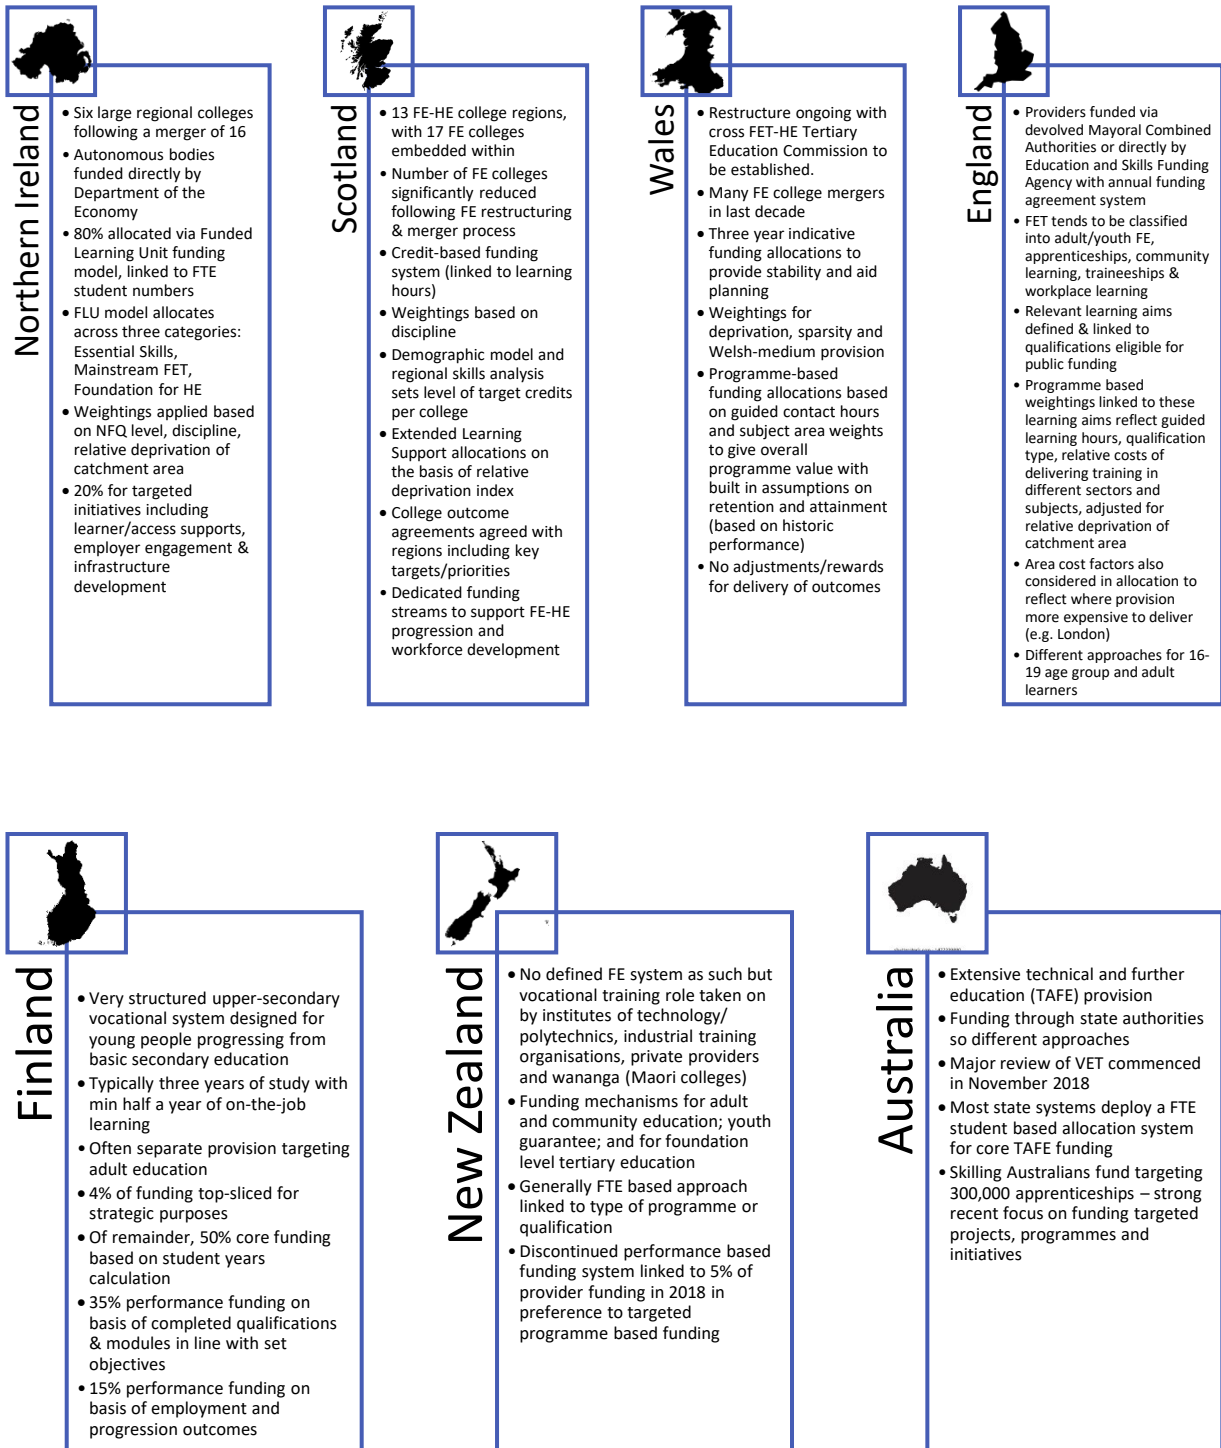 Northern Ireland
• Six large regional colleges
following a merger of 16
• Autonomous bodies
funded directly by
Department of the
Economy
• 80% allocated via Funded
Learning Unit funding
model, linked to FTE
student numbers
• FLU model allocates
across three categories:
Essential Skills,
Mainstream FET,
Foundation for HE
• Weightings applied based
on NFQ level, discipline,
relative deprivation of
catchment area
• 20% for targeted
initiatives including
learner/access supports,
employer engagement &
infrastructure
development
Scotland
• 13 FE-HE college regions,
with 17 FE colleges
embedded within
• Number of FE colleges
significantly reduced
following FE restructuring
& merger process
• Credit-based funding
system (linked to learning
hours)
• Weightings based on
discipline
• Demographic model and
regional skills analysis
sets level of target credits
per college
• Extended Learning
Support allocations on
the basis of relative
deprivation index
• College outcome
agreements agreed with
regions including key
targets/priorities
• Dedicated funding
streams to support FE-HE
progression and
workforce development
Wales
• Restructure ongoing with
cross FET-HE Tertiary
Education Commission to
be established.
• Many FE college mergers
in last decade
• Three year indicative
funding allocations to
provide stability and aid
planning
• Weightings for
deprivation, sparsity and
Welsh-medium provision
• Programme-based
funding allocations based
on guided contact hours
and subject area weights
to give overall
programme value with
built in assumptions on
retention and attainment
(based on historic
performance)
• No adjustments/rewards
for delivery of outcomes
England
• Providers funded via
devolved Mayoral Combined
Authorities or directly by
Education and Skills Funding
Agency with annual funding
agreement system
• FET tends to be classified
into adult/youth FE,
apprenticeships, community
learning, traineeships &
workplace learning
• Relevant learning aims
defined & linked to
qualifications eligible for
public funding
• Programme based
weightings linked to these
learning aims reflect guided
learning hours, qualification
type, relative costs of
delivering training in
different sectors and
subjects, adjusted for
relative deprivation of
catchment area
• Area cost factors also
considered in allocation to
reflect where provision
more expensive to deliver
(e.g. London)
• Different approaches for 16-
19 age group and adult
learners
Finland
• Very structured upper-secondary
vocational system designed for
young people progressing from
basic secondary education
• Typically three years of study with
min half a year of on-the-job
learning
• Often separate provision targeting
adult education
• 4% of funding top-sliced for
strategic purposes
• Of remainder, 50% core funding
based on student years
calculation
• 35% performance funding on
basis of completed qualifications
& modules in line with set
objectives
• 15% performance funding on
basis of employment and
progression outcomes
New Zealand
• No defined FE system as such but
vocational training role taken on
by institutes of technology/
polytechnics, industrial training
organisations, private providers
and wananga (Maori colleges)
• Funding mechanisms for adult
and community education; youth
guarantee; and for foundation
level tertiary education
• Generally FTE based approach
linked to type of programme or
qualification
• Discontinued performance based
funding system linked to 5% of
provider funding in 2018 in
preference to targeted
programme based funding
Australia
• Extensive technical and further
education (TAFE) provision
• Funding through state authorities
so different approaches
• Major review of VET commenced
in November 2018
• Most state systems deploy a FTE
student based allocation system
for core TAFE funding
• Skilling Australians fund targeting
300,000 apprenticeships – strong
recent focus on funding targeted
projects, programmes and
initiatives